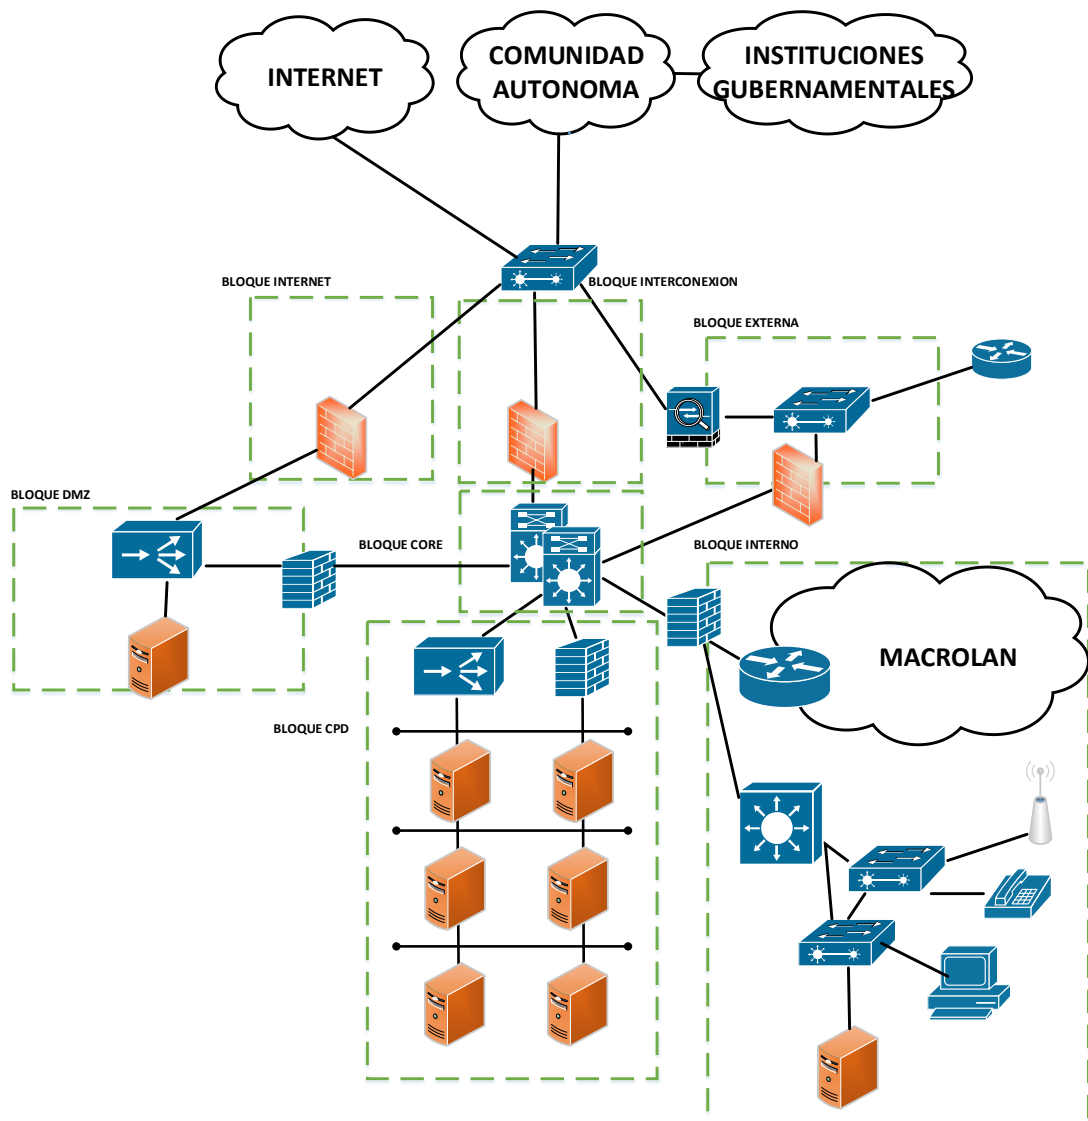 INTERNET
COMUNIDAD
AUTONOMA
INSTITUCIONES
GUBERNAMENTALES
BLOQUE INTERNET
BLOQUE INTERCONEXION
BLOQUE EXTERNA
BLOQUE DMZ
BLOQUE CORE
BLOQUE INTERNO
MACROLAN
BLOQUE CPD